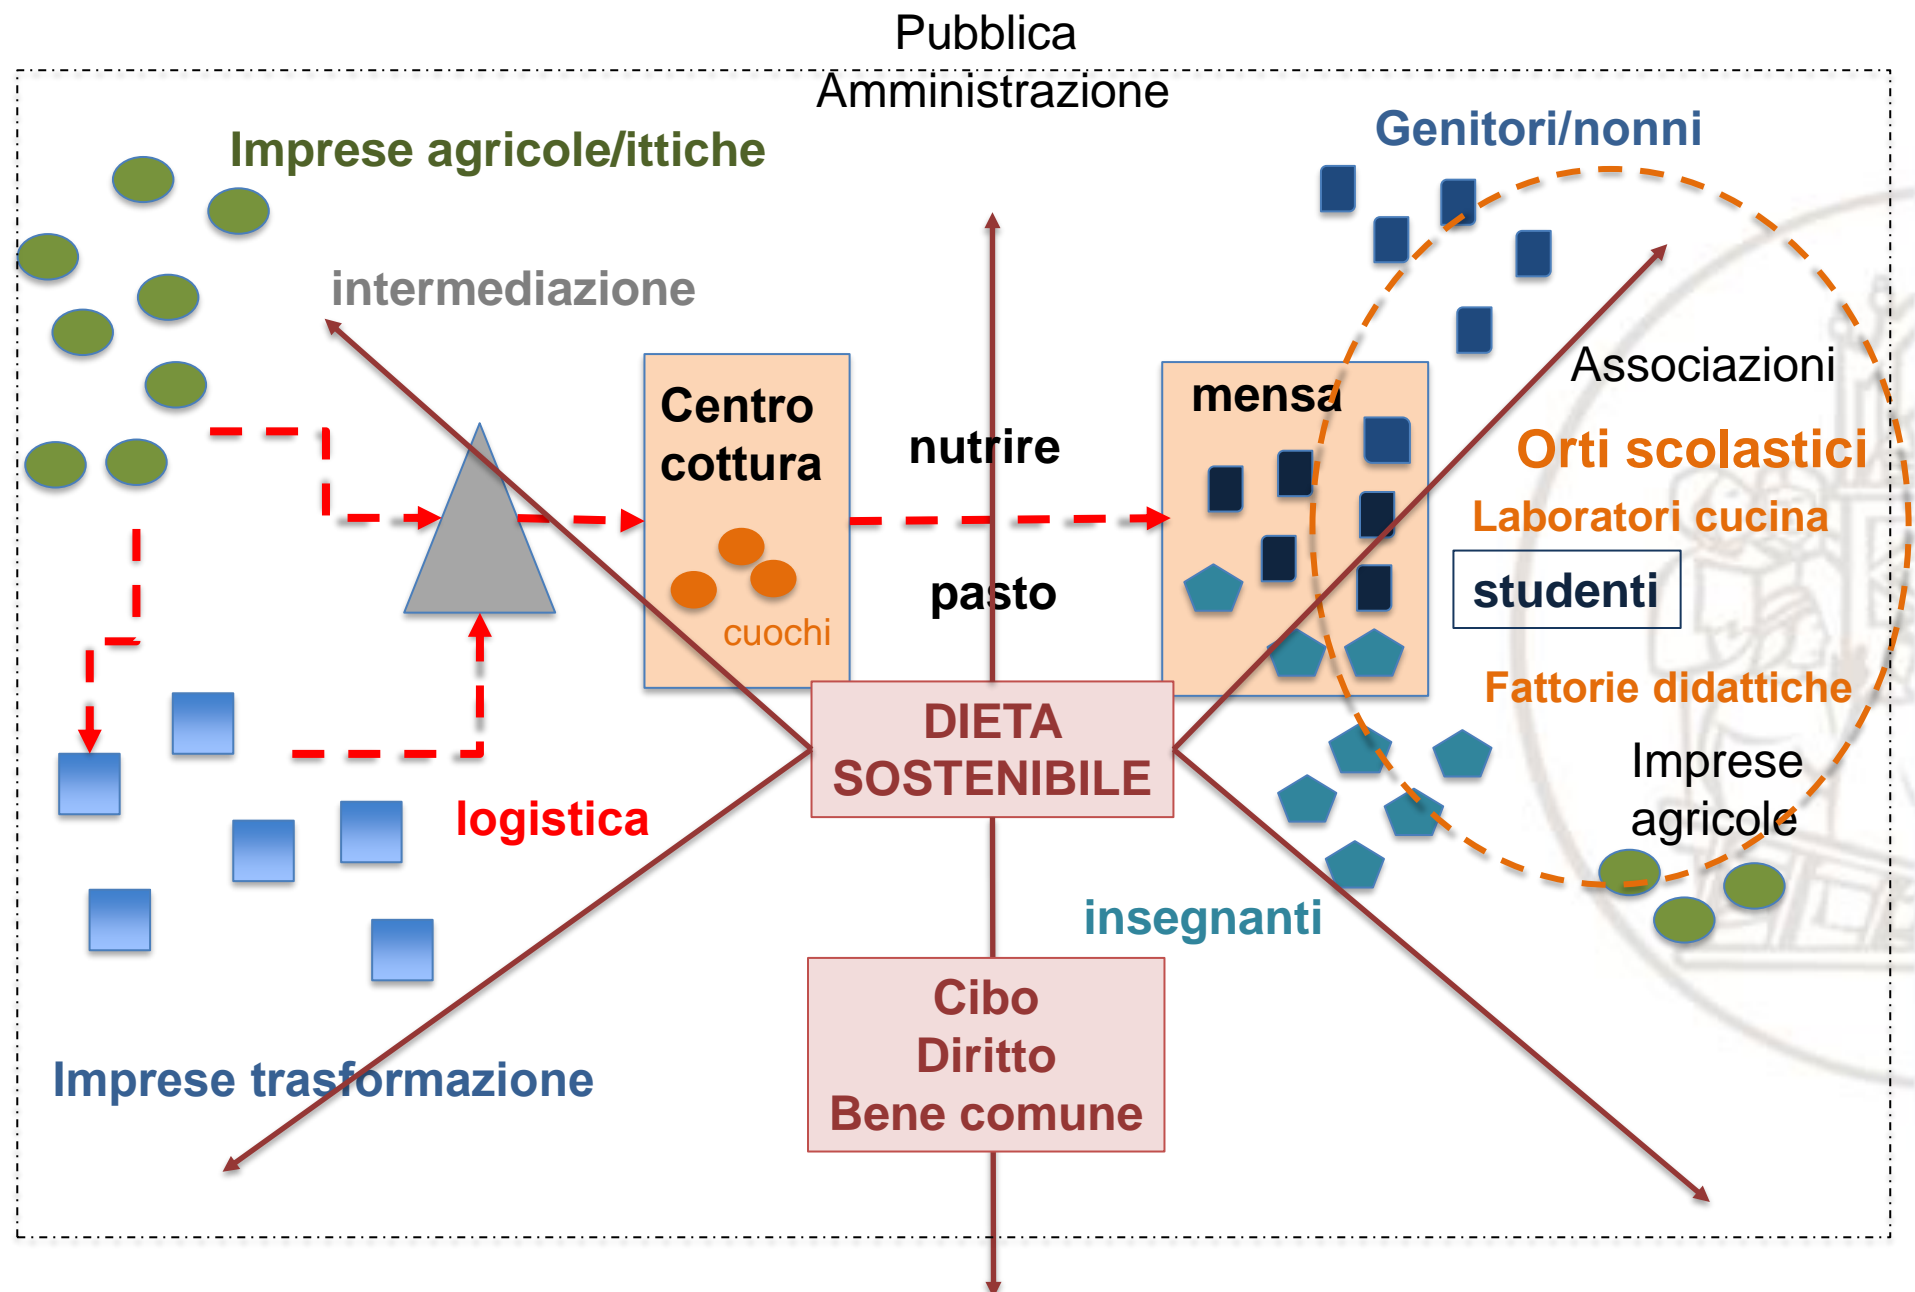 Pubblica
Amministrazione
Imprese agricole/ittiche
Genitori/nonni
intermediazione
Centro
cottura
cuochi
nutrire
pasto
mensa
Associazioni
Orti scolastici
Laboratori cucina
studenti
Fattorie didattiche
Imprese
agricole
DIETA
SOSTENIBILE
logistica
insegnanti
Cibo
Diritto
Bene comune
Imprese trasformazione